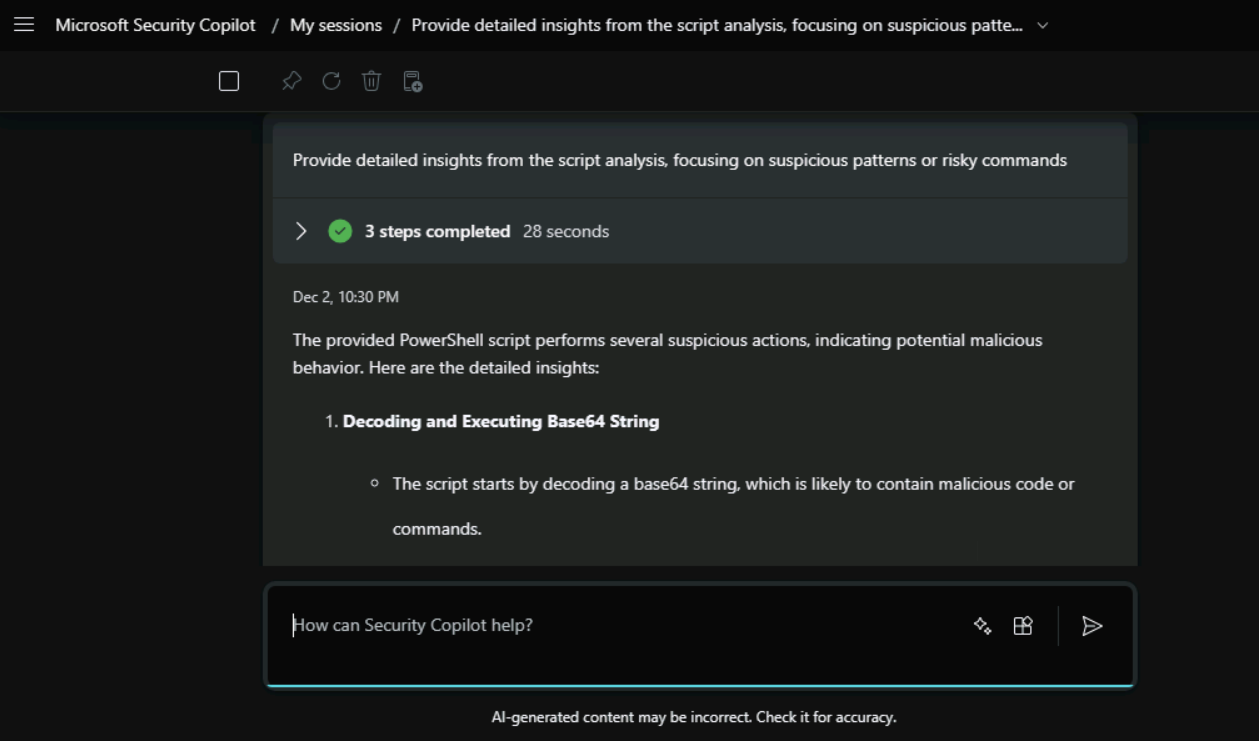 Microsoft Security Copilot / My sessions / Provide detailed insights from the script analysis, focusing on suspicious patte...
Provide detailed insights from the script analysis, focusing on suspicious patterns or risky commands
3 steps completed 28 seconds
Dec 2, 10:30 PM
The provided PowerShell script performs several suspicious actions, indicating potential malicious
behavior. Here are the detailed insights:
1. Decoding and Executing Base64 String
The script starts by decoding a base64 string, which is likely to contain malicious code or
commands.
How can Security Copilot help?
AI-generated content may be incorrect. Check it for accuracy.